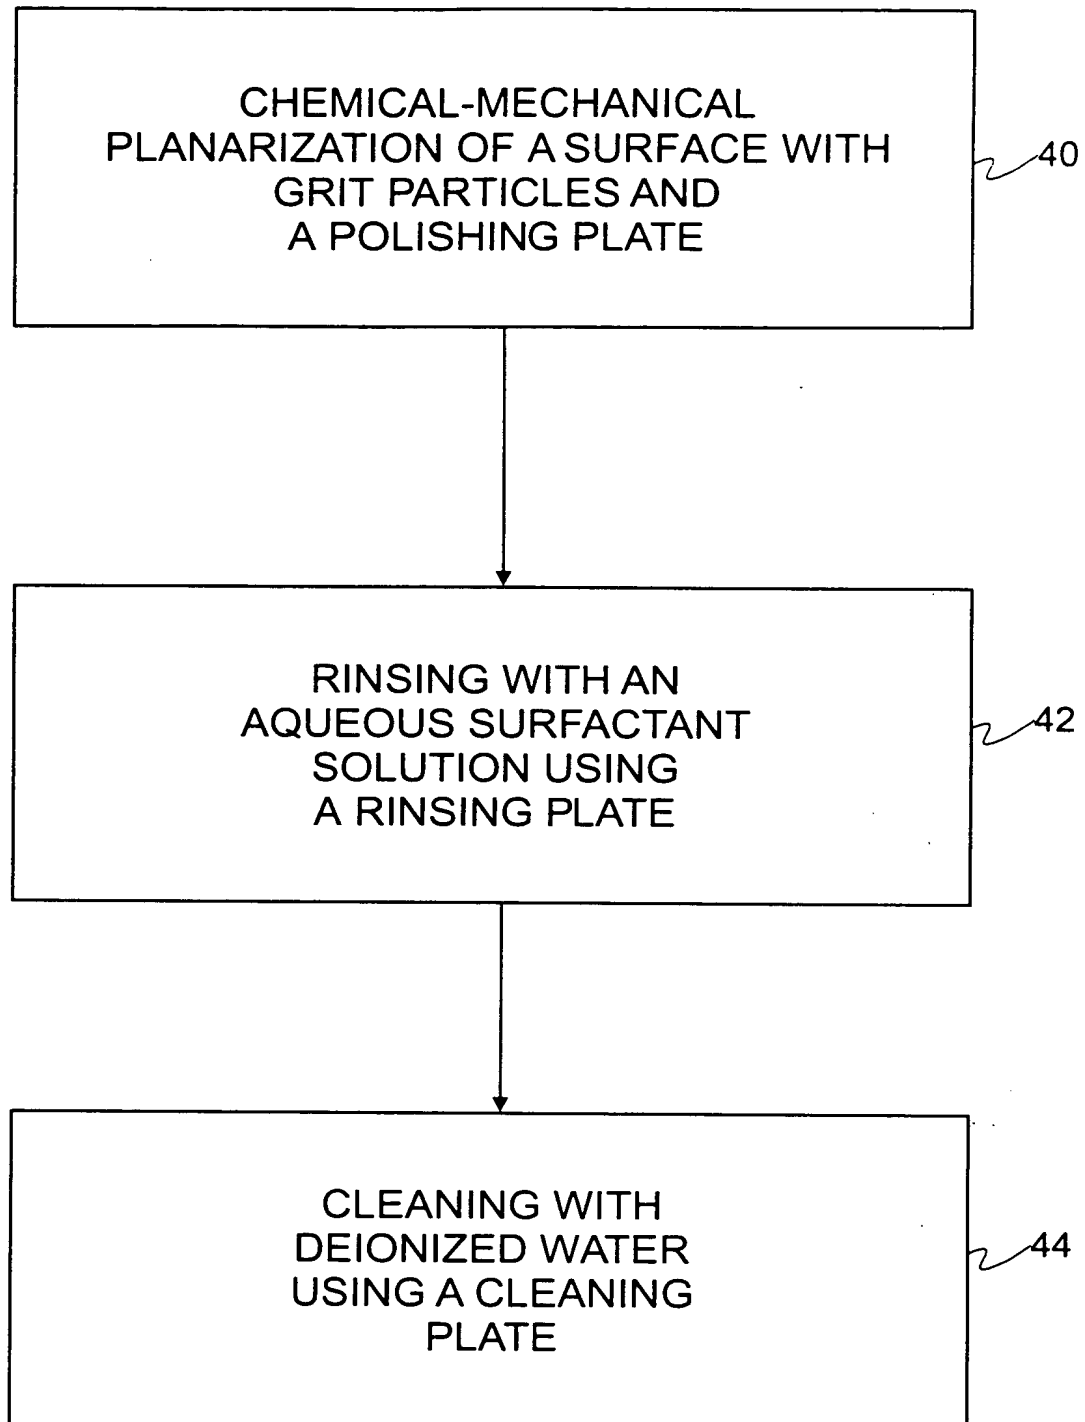 CHEMICAL-MECHANICAL
PLANARIZATION OF A SURFACE WITH
GRIT PARTICLES AND
A POLISHING PLATE
40
RINSING WITH AN
AQUEOUS SURFACTANT
SOLUTION USING
A RINSING PLATE
42
CLEANING WITH
DEIONIZED WATER
USING A CLEANING
PLATE
44